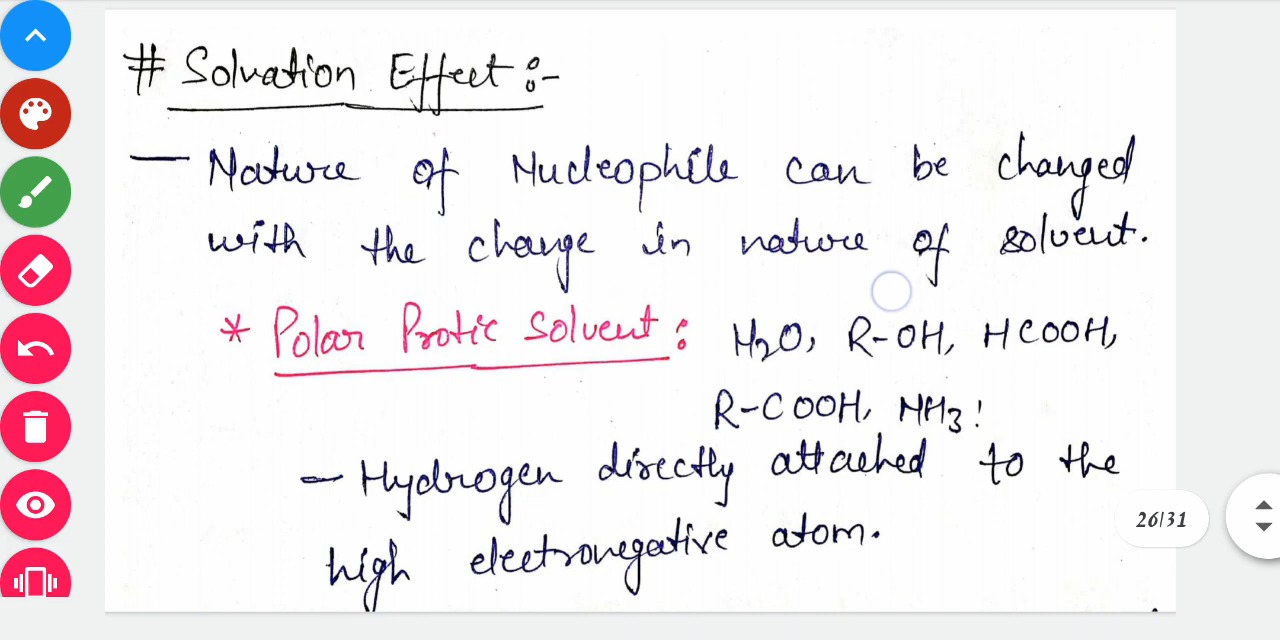 # Solvation Effect :-
— Nature of Nucleophile can be changed
with the change in nature of solvent.
* Polar Protic Solvent : H2O, R-OH, HCOOH,
R-COOH, NH3!
- Hydrogen directly attached to the
high electronegative atom.
26/31